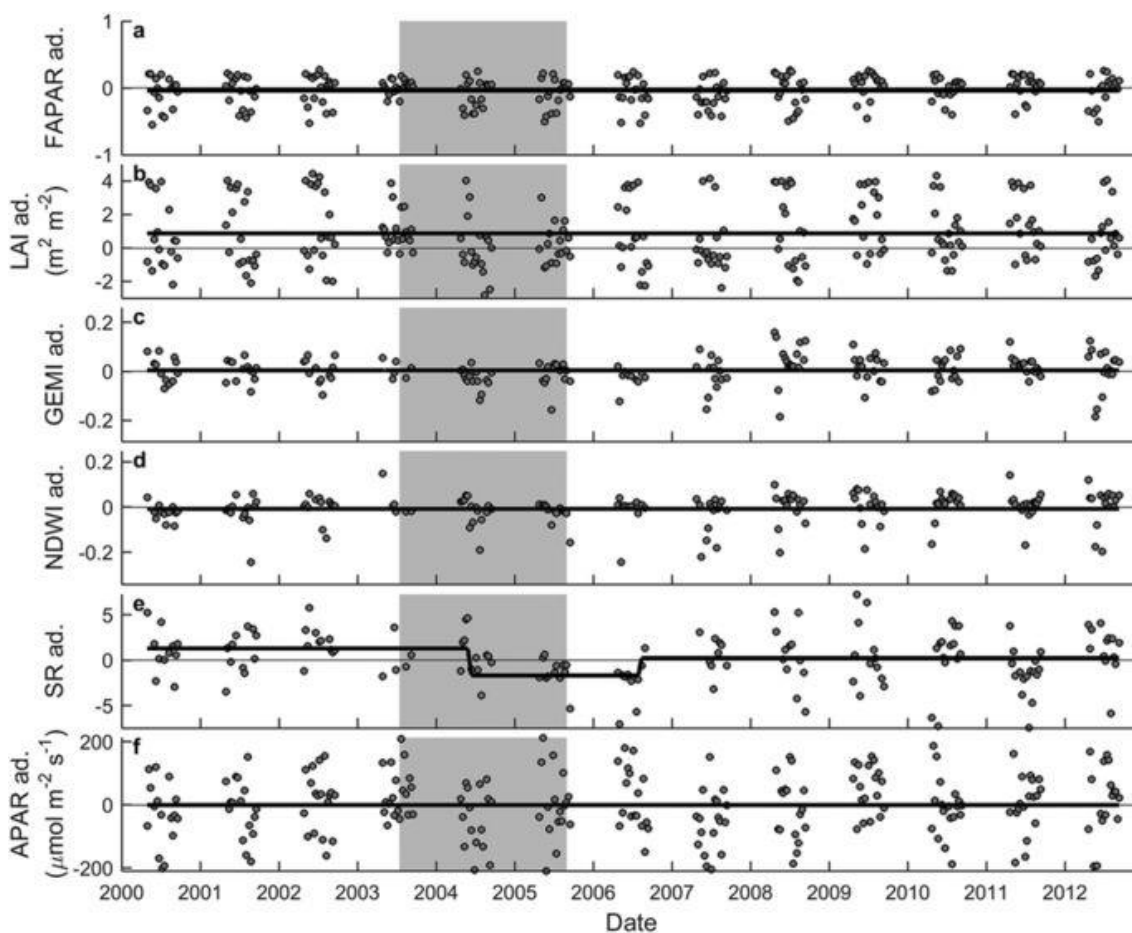 a
1
0
-1
FAPAR ad.
b
4
2
0
-2
LAI ad.
(m² m⁻²)
c
0.2
0
-0.2
GEMI ad.
d
0.2
0
-0.2
NDWI ad.
e
5
0
-5
SR ad.
f
200
0
-200
APAR ad.
(μmol m⁻² s⁻¹)
2000 2001 2002 2003 2004 2005 2006 2007 2008 2009 2010 2011 2012
Date